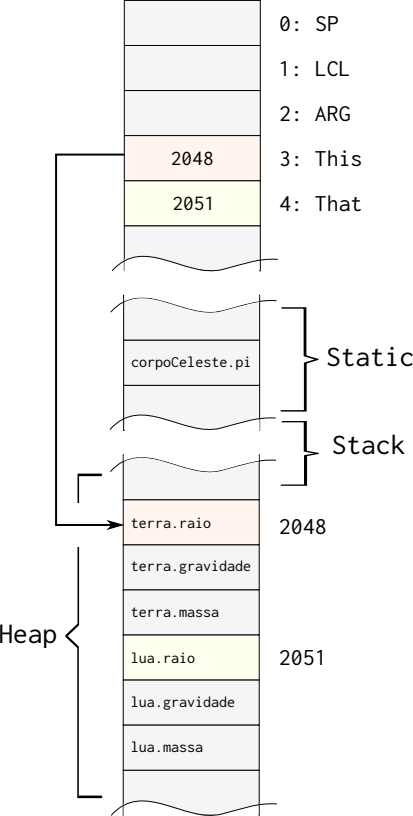 0: SP
1: LCL
2: ARG
2048 3: This
2051 4: That
corpoCeleste.pi Static
Stack
terra.raio 2048
terra.gravidade
terra.massa
Heap
lua.raio 2051
lua.gravidade
lua.massa